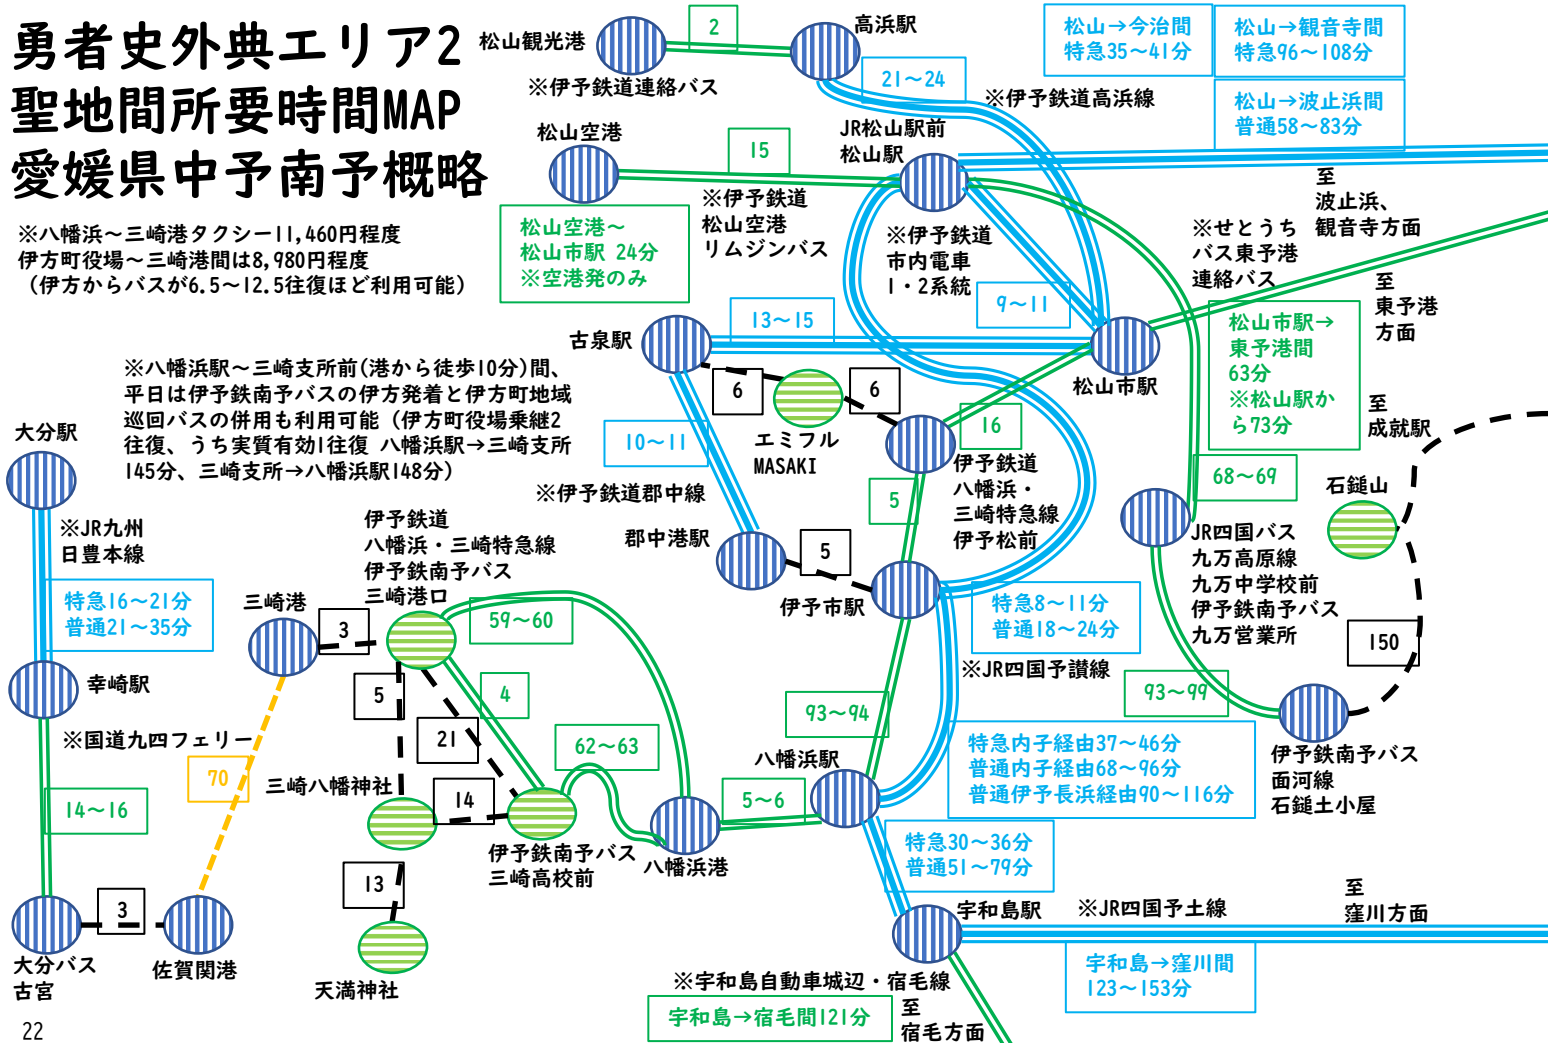 勇者史外典エリア2
聖地間所要時間MAP
愛媛県中予南予概略
※八幡浜～三崎港タクシー11,460円程度
伊方町役場～三崎港間は8,980円程度
（伊方からバスが6.5～12.5往復ほど利用可能）
松山観光港
2
高浜駅
※伊予鉄道連絡バス
21～24
※伊予鉄道高浜線
松山→今治間
特急35～41分
松山→観音寺間
特急96～108分
松山→波止浜間
普通58～83分
松山空港
15
JR松山駅前
松山駅
※伊予鉄道
松山空港
リムジンバス
松山空港～
松山市駅 24分
※空港発のみ
※伊予鉄道
市内電車
1・2系統
9～11
至
波止浜、
観音寺方面
※せとうち
バス東予港
連絡バス
至
東予港
方面
松山市駅→
東予港間
63分
※松山駅か
ら73分
古泉駅
13～15
松山市駅
6
6
エミフル
MASAKI
16
10～11
※伊予鉄道郡中線
伊予鉄道
八幡浜・
三崎特急線
伊予松前
5
郡中港駅
5
伊予市駅
※八幡浜駅～三崎支所前(港から徒歩10分)間、
平日は伊予鉄南予バスの伊方発着と伊方町地域
巡回バスの併用も利用可能（伊方町役場乗継2
往復、うち実質有効1往復 八幡浜駅→三崎支所
145分、三崎支所→八幡浜駅148分）
至
成就駅
68～69
石鎚山
JR四国バス
九万高原線
九万中学校前
伊予鉄南予バス
九万営業所
150
93～99
伊予鉄南予バス
面河線
石鎚土小屋
大分駅
※JR九州
日豊本線
特急16～21分
普通21～35分
幸崎駅
※国道九四フェリー
14～16
70
3
大分バス
古宮
佐賀関港
三崎港
3
伊予鉄道
八幡浜・三崎特急線
伊予鉄南予バス
三崎港口
59～60
5
4
21
62～63
三崎八幡神社
14
伊予鉄南予バス
三崎高校前
13
天満神社
八幡浜港
5～6
八幡浜駅
93～94
特急8～11分
普通18～24分
※JR四国予讃線
特急内子経由37～46分
普通内子経由68～96分
普通伊予長浜経由90～116分
特急30～36分
普通51～79分
宇和島駅
※JR四国予土線
至
窪川方面
宇和島→窪川間
123～153分
※宇和島自動車城辺・宿毛線
宇和島→宿毛間121分
至
宿毛方面
22